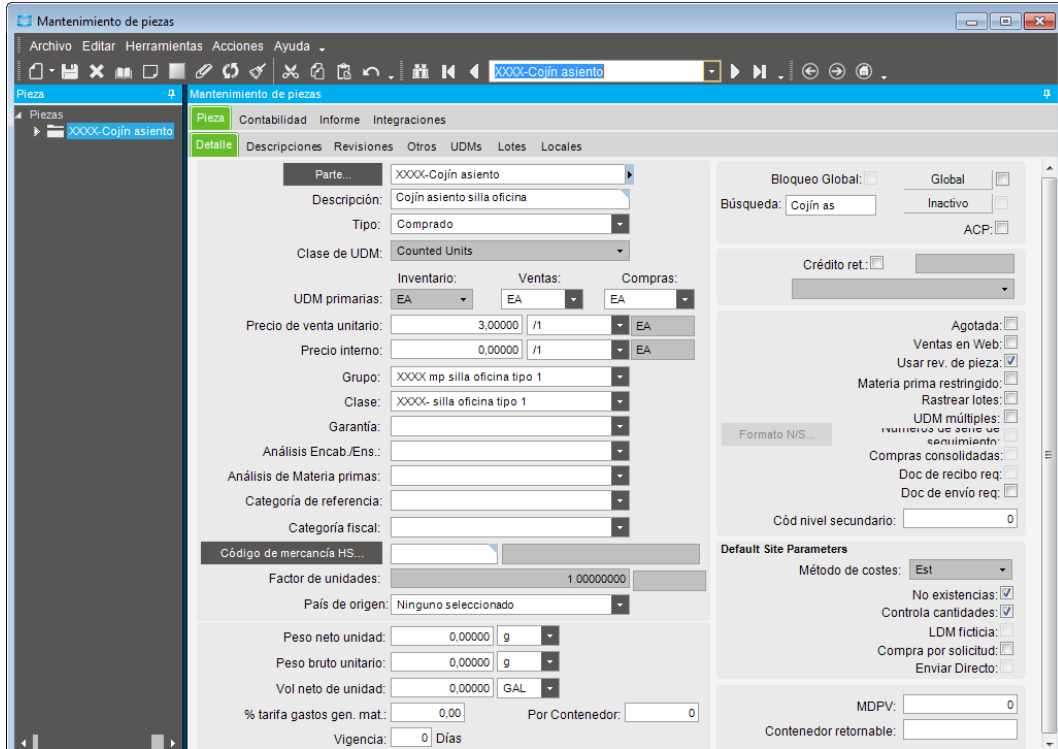 Mantenimiento de piezas
Archivo Editar Herramientas Acciones Ayuda
XXXX-Cojín asiento
Pieza
Mantenimiento de piezas
Piezas
XXXX-Cojín asiento
Pieza Contabilidad Informe Integraciones
Detalle Descripciones Revisiones Otros UDMs Lotes Locales
Parte... XXXX-Cojín asiento
Descripción: Cojín asiento silla oficina
Tipo: Comprado
Clase de UDM: Counted Units
Inventario: Ventas: Compras:
UDM primarias: EA EA EA
Precio de venta unitario: 3,00000 /1 EA
Precio interno: 0,00000 /1 EA
Grupo: XXXX mp silla oficina tipo 1
Clase: XXXX- silla oficina tipo 1
Garantía:
Análisis Encab./Ens.:
Análisis de Materia primas:
Categoría de referencia:
Categoría fiscal:
Código de mercancía HS...
Factor de unidades: 1.00000000
País de origen: Ninguno seleccionado
Peso neto unidad: 0,00000 g
Peso bruto unitario: 0,00000 g
Vol neto de unidad: 0,00000 GAL
% tarifa gastos gen. mat.: 0,00 Por Contenedor: 0
Vigencia: 0 Días
Bloqueo Global: Global
Búsqueda: Cojín as Inactivo
ACP:
Crédito ret.:
Agotada:
Ventas en Web:
Usar rev. de pieza:
Materia prima restringido:
Rastrear lotes:
UDM múltiples:
Formato N/S... Números de serie de
seguimiento:
Compras consolidadas:
Doc de recibo req:
Doc de envío req:
Cód nivel secundario: 0
Default Site Parameters
Método de costes: Est
No existencias:
Controla cantidades:
LDM ficticia:
Compra por solicitud:
Enviar Directo:
MDPV: 0
Contenedor retornable: